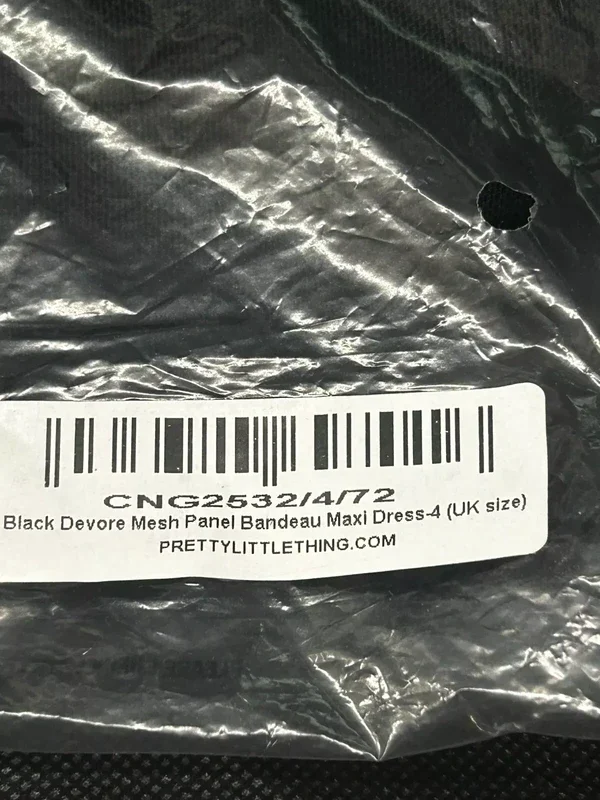 CNG2532/4/72
Black Devore Mesh Panel Bandeau Maxi Dress-4 (UK size)
PRETTYLITTLETHING.COM